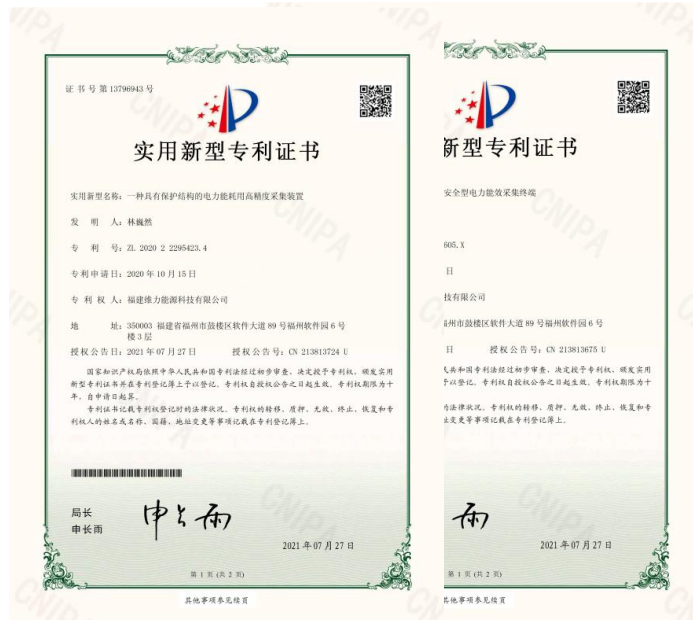 证书号第13796943号
实用新型专利证书
实用新型名称：一种具有保护结构的电力能耗用高精度采集装置
发 明 人：林巍然
专 利 号：ZL 2020 2 2295423.4
专利申请日：2020年10月15日
专 利 权 人：福建维力能源科技有限公司
地 址：350003 福建省福州市鼓楼区软件大道89号福州软件园6号
楼3层
授权公告日：2021年07月27日 授权公告号：CN 213813724 U
国家知识产权局依照中华人民共和国专利法经过初步审查，决定授予专利权，颁发实用
新型专利证书并在专利登记簿上予以登记。专利权自授权公告之日起生效。专利权期限为十
年，自申请日起算。
专利证书记载专利权登记时的法律状况。专利权的转移、质押、无效、终止、恢复和专
利权人的姓名或名称、国籍、地址变更等事项记载在专利登记簿上。
局长
申长雨
申长雨
2021年07月27日
第 1 页 (共 2 页)
其他事项参见续页
新型专利证书
安全型电力能效采集终端
605.X
日
技有限公司
州市鼓楼区软件大道89号福州软件园6号
日 授权公告号：CN 213813675 U
人民共和国专利法经过初步审查，决定授予专利权，颁发实用
予以登记。专利权自授权公告之日起生效。专利权期限为十
的法律状况。专利权的转移、质押、无效、终止、恢复和专
址变更等事项记载在专利登记簿上。
雨
2021年07月27日
第 1 页 (共 2 页)
其他事项参见续页
CNIPA